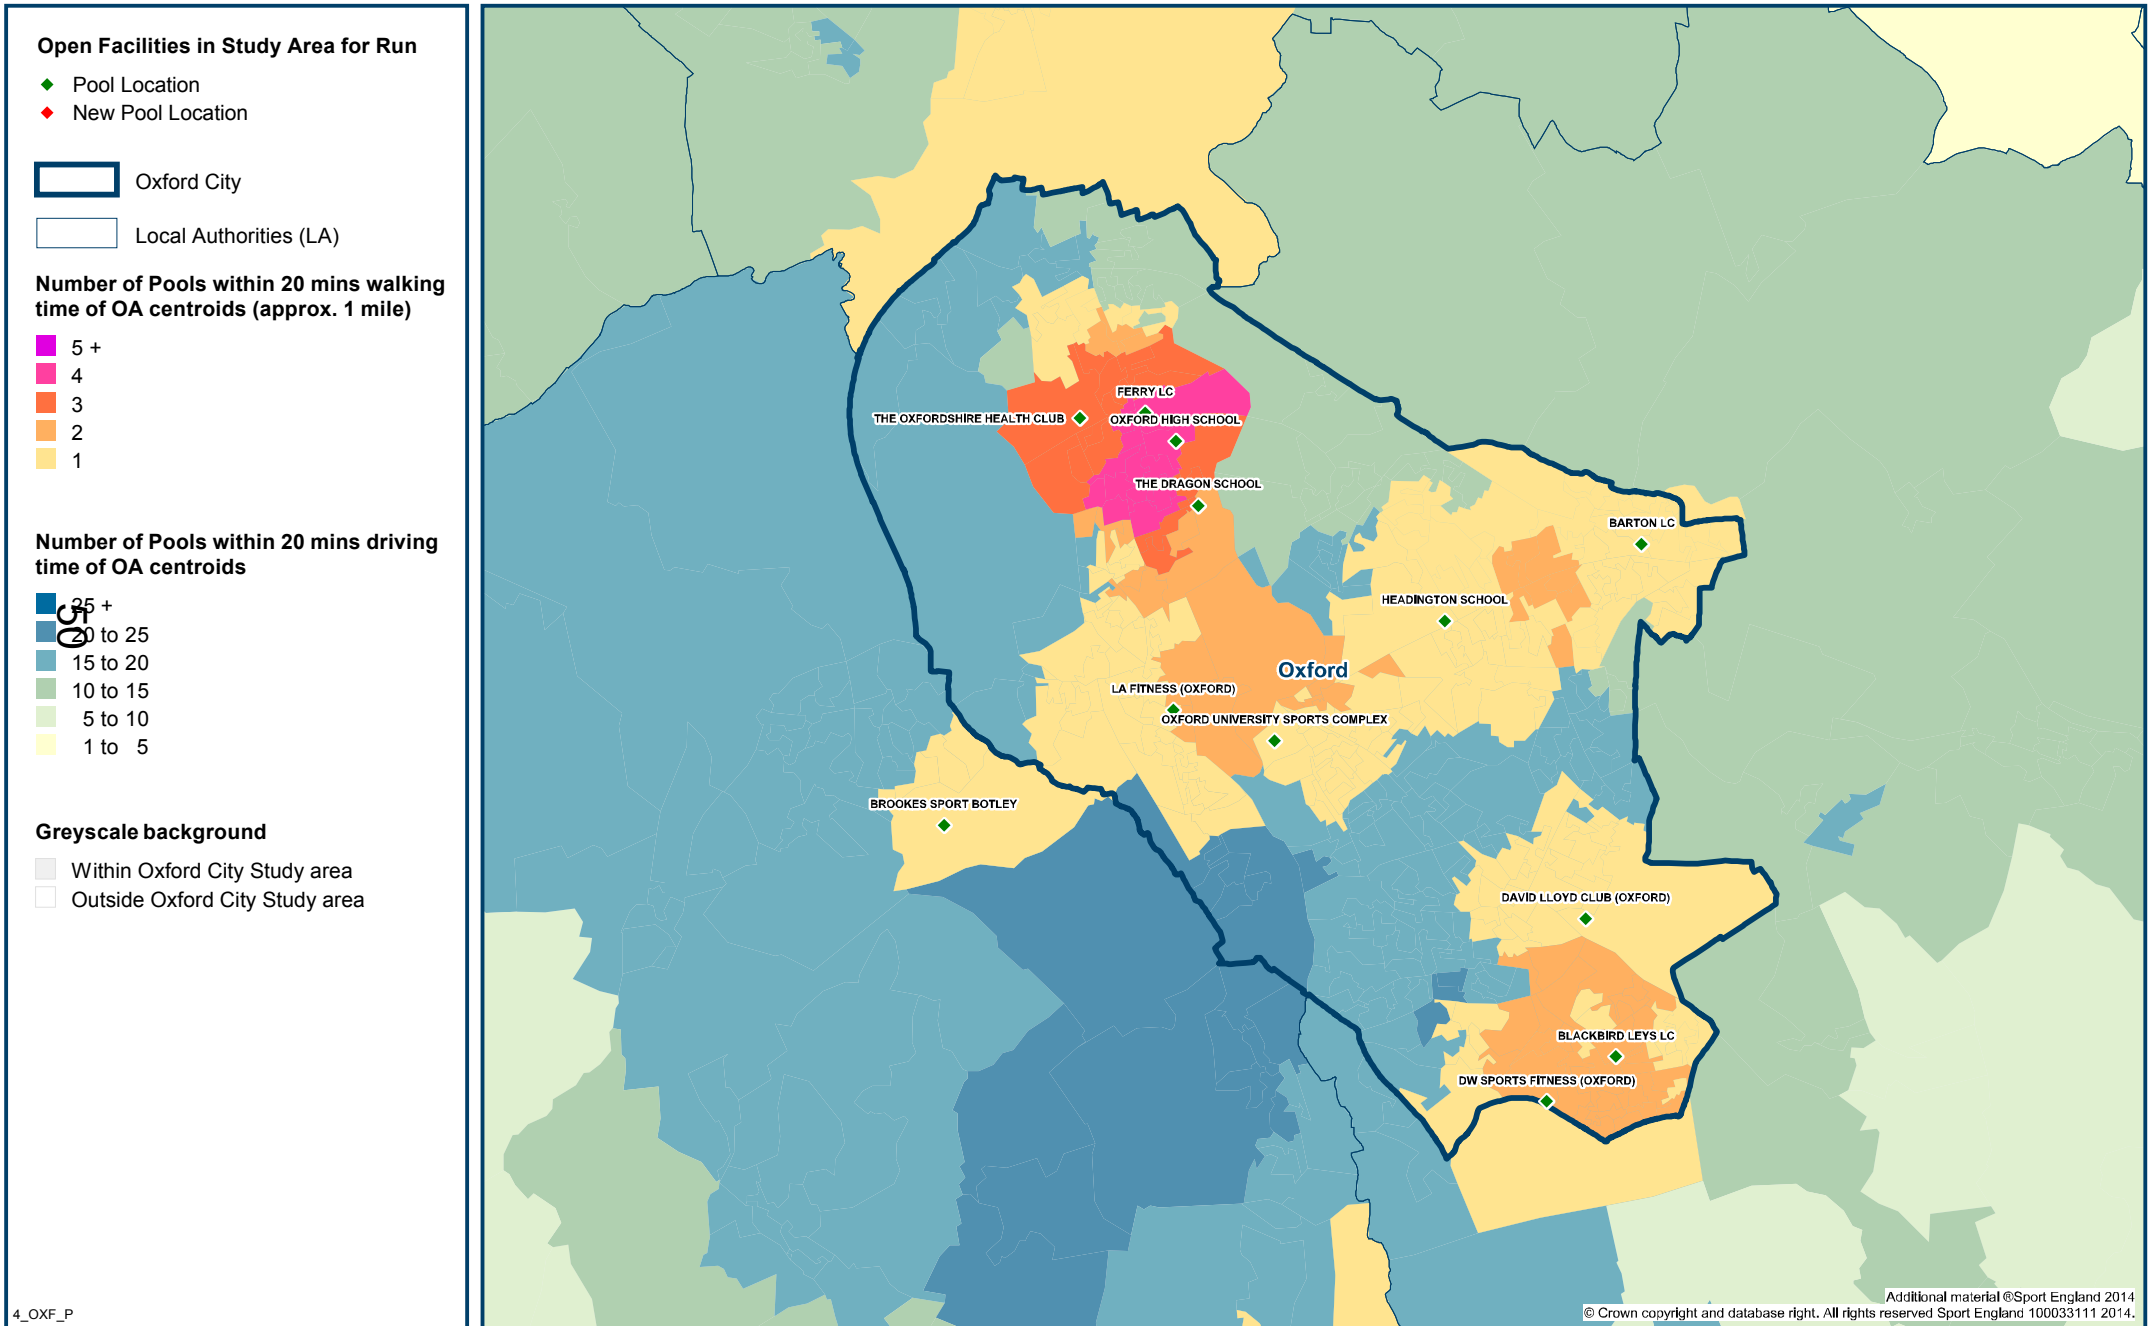 Open Facilities in Study Area for Run
Pool Location
New Pool Location
Oxford City
Local Authorities (LA)
Number of Pools within 20 mins walking
time of OA centroids (approx. 1 mile)
5 +
4
3
2
1
Number of Pools within 20 mins driving
time of OA centroids
25 +
20 to 25
15 to 20
10 to 15
5 to 10
1 to 5
50
Greyscale background
Within Oxford City Study area
Outside Oxford City Study area
4_OXF_P
FERRY LC
THE OXFORDSHIRE HEALTH CLUB
OXFORD HIGH SCHOOL
THE DRAGON SCHOOL
BARTON LC
HEADINGTON SCHOOL
Oxford
LA FITNESS (OXFORD)
OXFORD UNIVERSITY SPORTS COMPLEX
BROOKES SPORT BOTLEY
DAVID LLOYD CLUB (OXFORD)
BLACKBIRD LEYS LC
DW SPORTS FITNESS (OXFORD)
Additional material ®Sport England 2014
© Crown copyright and database right. All rights reserved Sport England 100033111 2014.